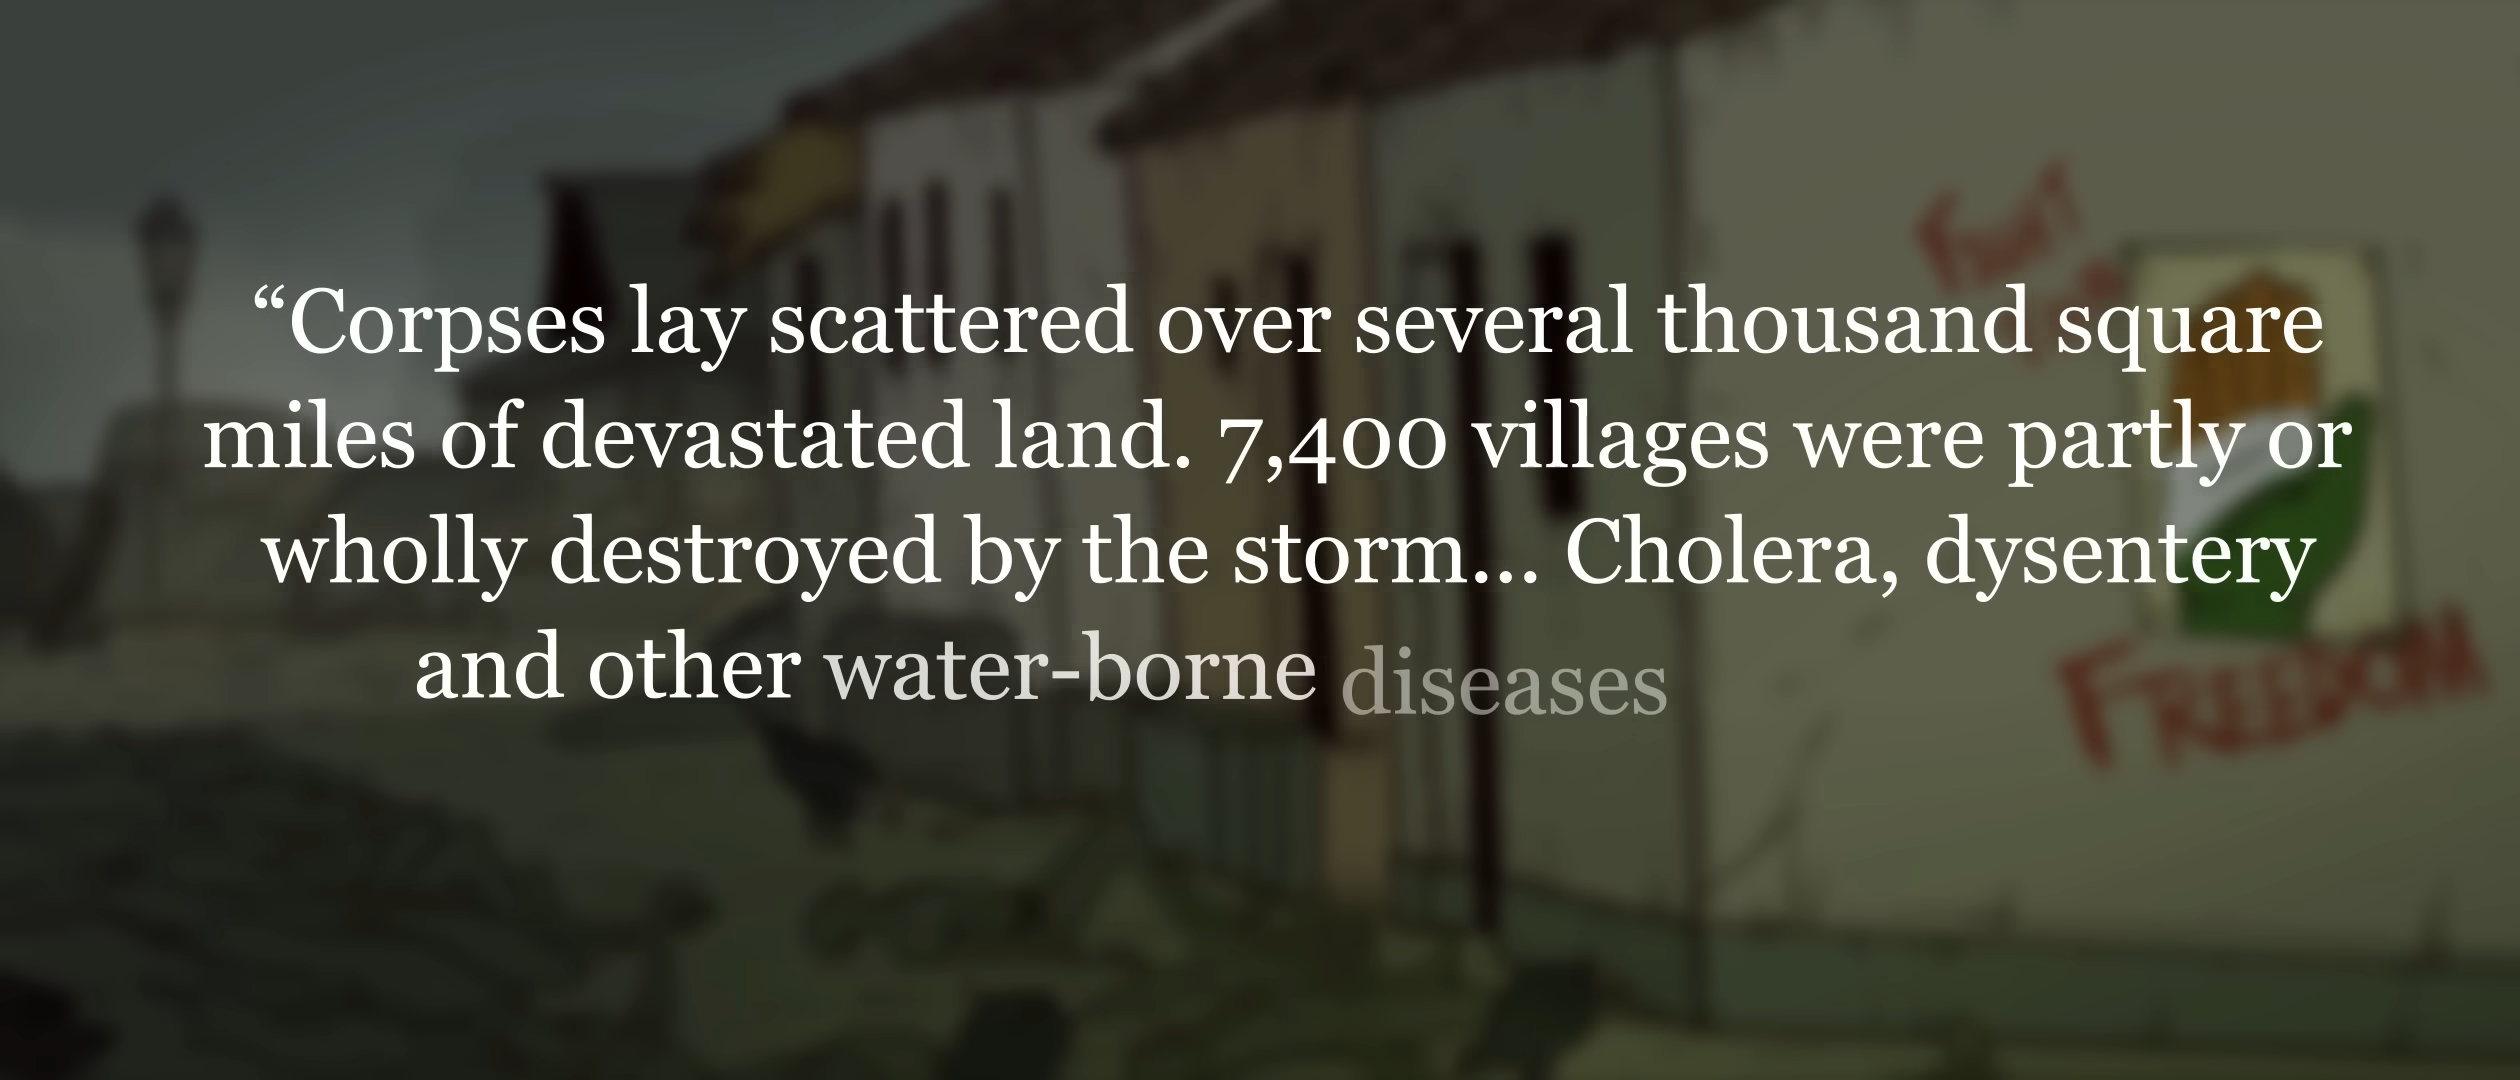 “Corpses lay scattered over several thousand square
miles of devastated land. 7,400 villages were partly or
wholly destroyed by the storm... Cholera, dysentery
and other water-borne diseases
FREEDOM